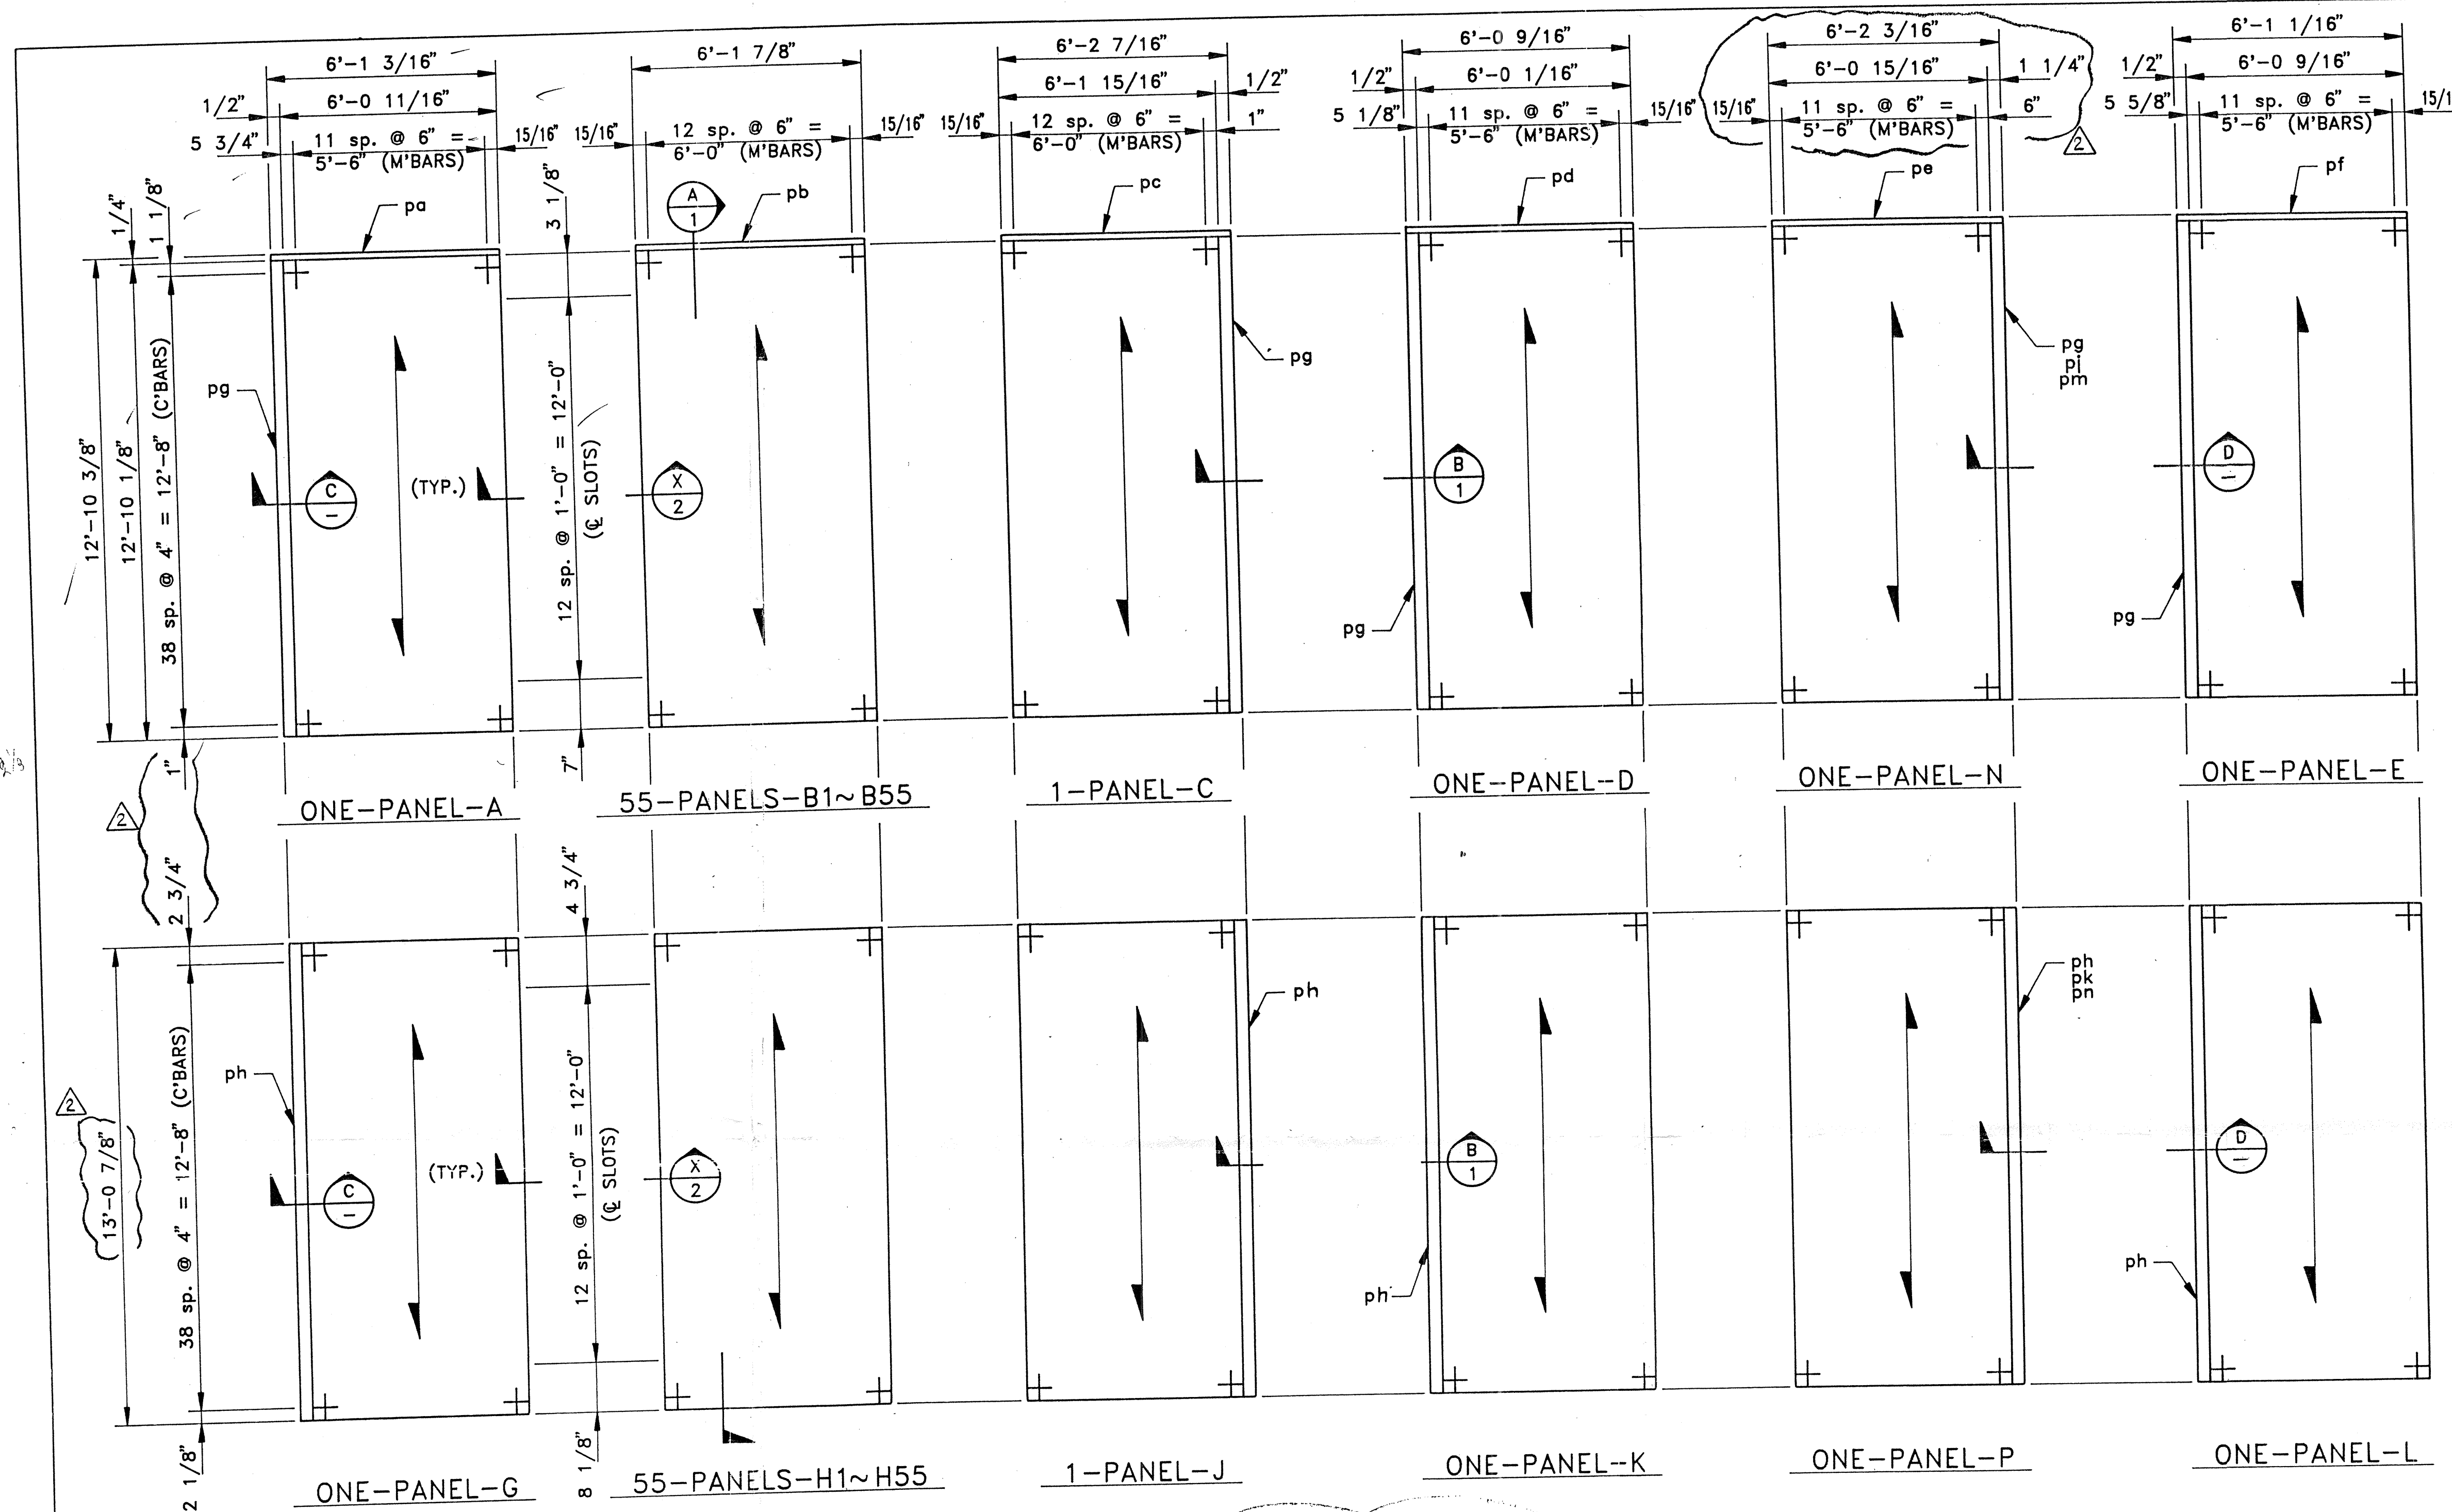 6'-1 3/16"
6'-0 11/16"
1/2"
5 3/4"
11 sp. @ 6" =
5'-6" (M'BARS)
15/16"
6'-1 7/8"
15/16"
12 sp. @ 6" =
6'-0" (M'BARS)
15/16"
6'-2 7/16"
6'-1 15/16"
1/2"
15/16"
12 sp. @ 6" =
6'-0" (M'BARS)
1"
6'-0 9/16"
1/2"
6'-0 1/16"
5 1/8"
11 sp. @ 6" =
5'-6" (M'BARS)
15/16"
6'-2 3/16"
6'-0 15/16"
1 1/4"
15/16"
11 sp. @ 6" =
5'-6" (M'BARS)
6"
2
6'-1 1/16"
1/2"
6'-0 9/16"
5 5/8"
11 sp. @ 6" =
5'-6" (M'BARS)
15/1
1/4"
1 1/8"
pa
3 1/8"
A
1
pb
pc
pd
pe
pf
12'-10 3/8"
12'-10 1/8"
38 sp. @ 4" = 12'-8" (C'BARS)
1"
pg
C
—
(TYP.)
12 sp. @ 1'-0" = 12'-0"
(℄ SLOTS)
7"
X
2
pg
B
1
pg
pg
pj
pm
D
—
pg
ONE-PANEL-A
55-PANELS-B1~B55
1-PANEL-C
ONE-PANEL--D
ONE-PANEL-N
ONE-PANEL-E
2
2 3/4"
4 3/4"
2
13'-0 7/8"
38 sp. @ 4" = 12'-8" (C'BARS)
2 1/8"
ph
C
—
(TYP.)
12 sp. @ 1'-0" = 12'-0"
(℄ SLOTS)
8 1/8"
X
2
ph
B
1
ph
ph
pk
pn
D
—
ph
ONE-PANEL-G
55-PANELS-H1~H55
1-PANEL-J
ONE-PANEL--K
ONE-PANEL-P
ONE-PANEL-L